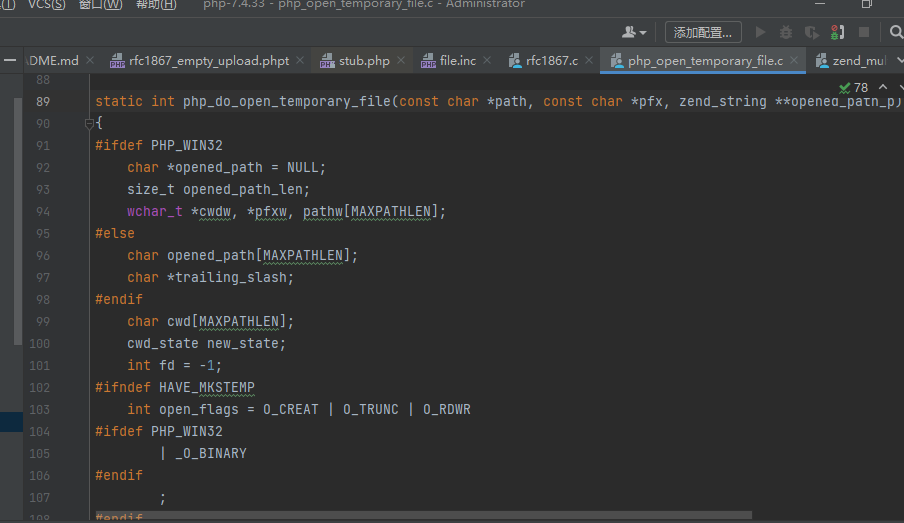 VCS(S) 窗口(W) 帮助(H) php-7.4.33 - php_open_temporary_file.c - Administrator
添加配置...
DME.md rfc1867_empty_upload.phpt stub.php file.inc rfc1867.c php_open_temporary_file.c zend_mul
88
78
89 static int php_do_open_temporary_file(const char *path, const char *pfx, zend_string **opened_path_p)
90 {
91 #ifdef PHP_WIN32
92 char *opened_path = NULL;
93 size_t opened_path_len;
94 wchar_t *cwdw, *pfxw, pathw[MAXPATHLEN];
95 #else
96 char opened_path[MAXPATHLEN];
97 char *trailing_slash;
98 #endif
99 char cwd[MAXPATHLEN];
100 cwd_state new_state;
101 int fd = -1;
102 #ifndef HAVE_MKSTEMP
103 int open_flags = O_CREAT | O_TRUNC | O_RDWR
104 #ifdef PHP_WIN32
105 | _O_BINARY
106 #endif
107 ;
108 #endif